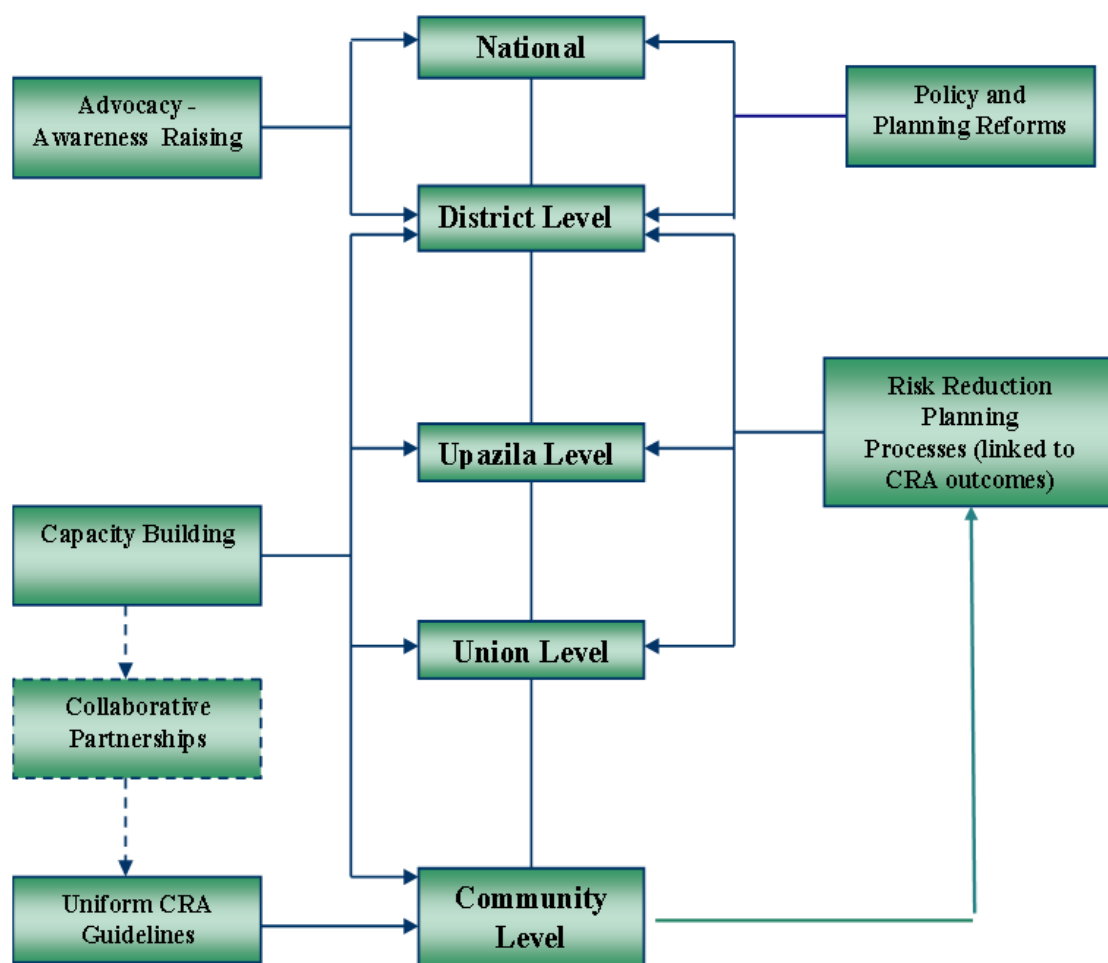 National
Advocacy -
Awareness Raising
Policy and
Planning Reforms
District Level
Risk Reduction
Planning
Processes (linked to
CRA outcomes)
Upazila Level
Capacity Building
Union Level
Collaborative
Partnerships
Uniform CRA
Guidelines
Community
Level